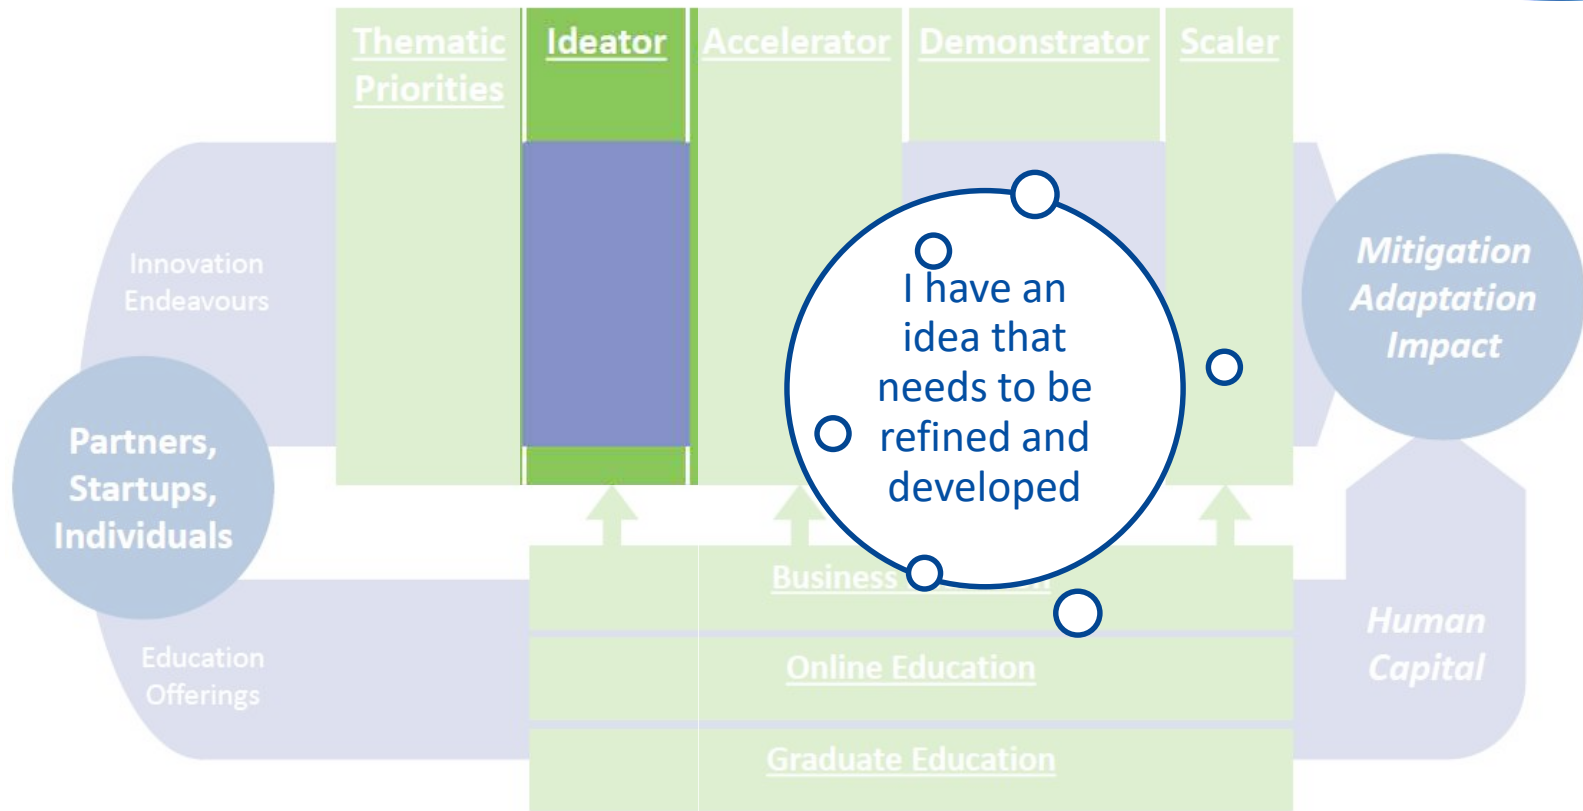 Thematic
Priorities
Ideator
Accelerator
Demonstrator
Scaler
Innovation
Endeavours
Partners,
Startups,
Individuals
I have an
idea that
needs to be
refined and
developed
Mitigation
Adaptation
Impact
Business
Education
Offerings
Online Education
Graduate Education
Human
Capital